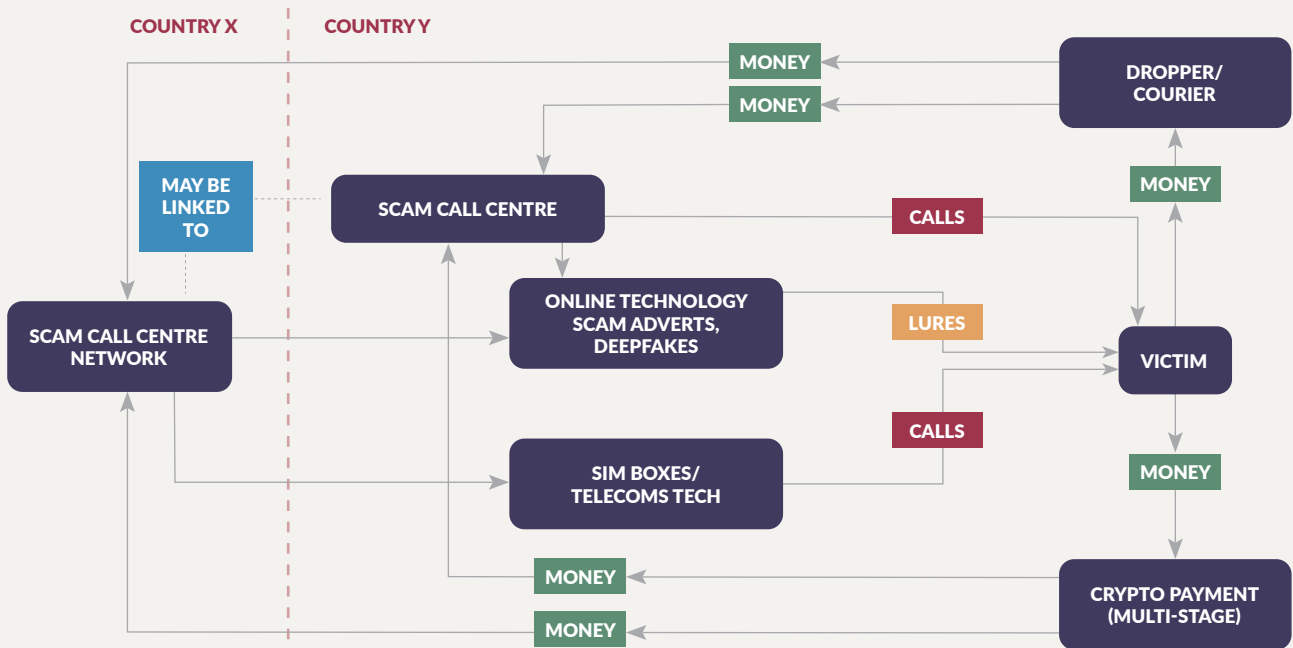 COUNTRY X
COUNTRY Y
MONEY
DROPPER/
COURIER
MONEY
MAY BE
LINKED
TO
MONEY
SCAM CALL CENTRE
CALLS
ONLINE TECHNOLOGY
SCAM ADVERTS,
DEEPFAKES
LURES
SCAM CALL CENTRE
NETWORK
VICTIM
CALLS
SIM BOXES/
TELECOMS TECH
MONEY
MONEY
CRYPTO PAYMENT
(MULTI-STAGE)
MONEY